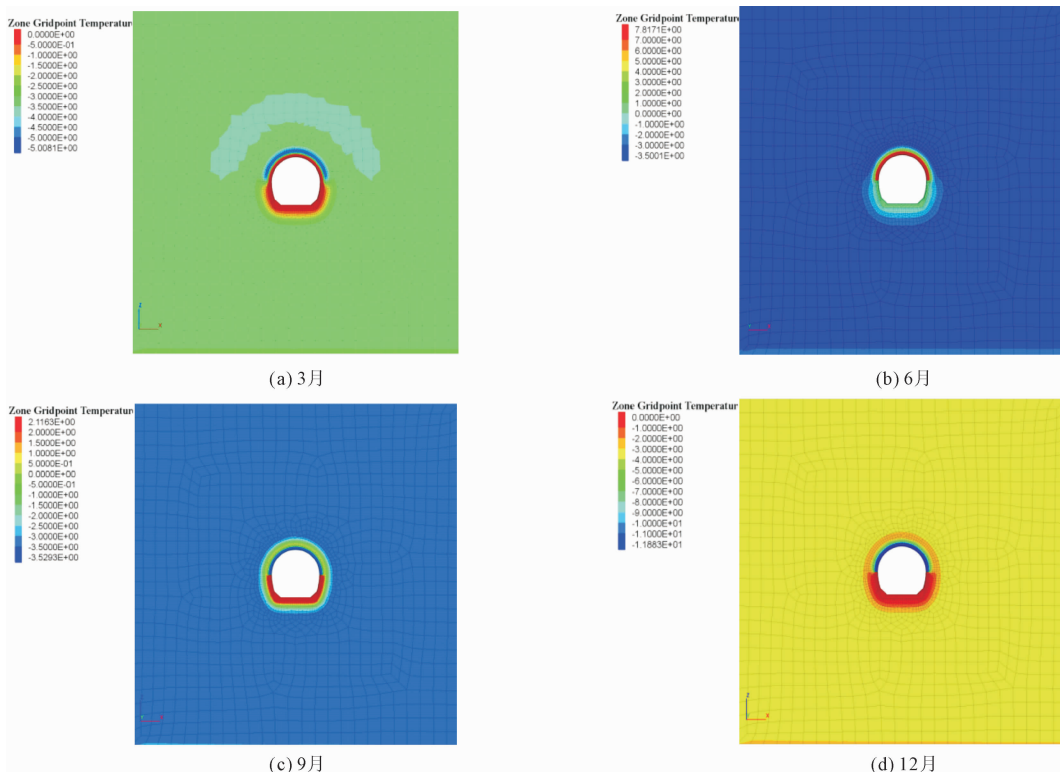 Zone Gridpoint Temperature
0.0000E+00
-5.0000E-01
-1.0000E+00
-1.5000E+00
-2.0000E+00
-2.5000E+00
-3.0000E+00
-3.5000E+00
-4.0000E+00
-4.5000E+00
-5.0000E+00
-5.0081E+00
(a) 3月
Zone Gridpoint Temperature
7.8171E+00
7.0000E+00
6.0000E+00
5.0000E+00
4.0000E+00
3.0000E+00
2.0000E+00
1.0000E+00
0.0000E+00
-1.0000E+00
-2.0000E+00
-3.0000E+00
-3.5001E+00
(b) 6月
Zone Gridpoint Temperature
2.1163E+00
2.0000E+00
1.5000E+00
1.0000E+00
5.0000E-01
0.0000E+00
-5.0000E-01
-1.0000E+00
-1.5000E+00
-2.0000E+00
-2.5000E+00
-3.0000E+00
-3.5000E+00
-3.5293E+00
(c) 9月
Zone Gridpoint Temperature
0.0000E+00
-1.0000E+00
-2.0000E+00
-3.0000E+00
-4.0000E+00
-5.0000E+00
-6.0000E+00
-7.0000E+00
-8.0000E+00
-9.0000E+00
-1.0000E+01
-1.1000E+01
-1.1883E+01
(d) 12月